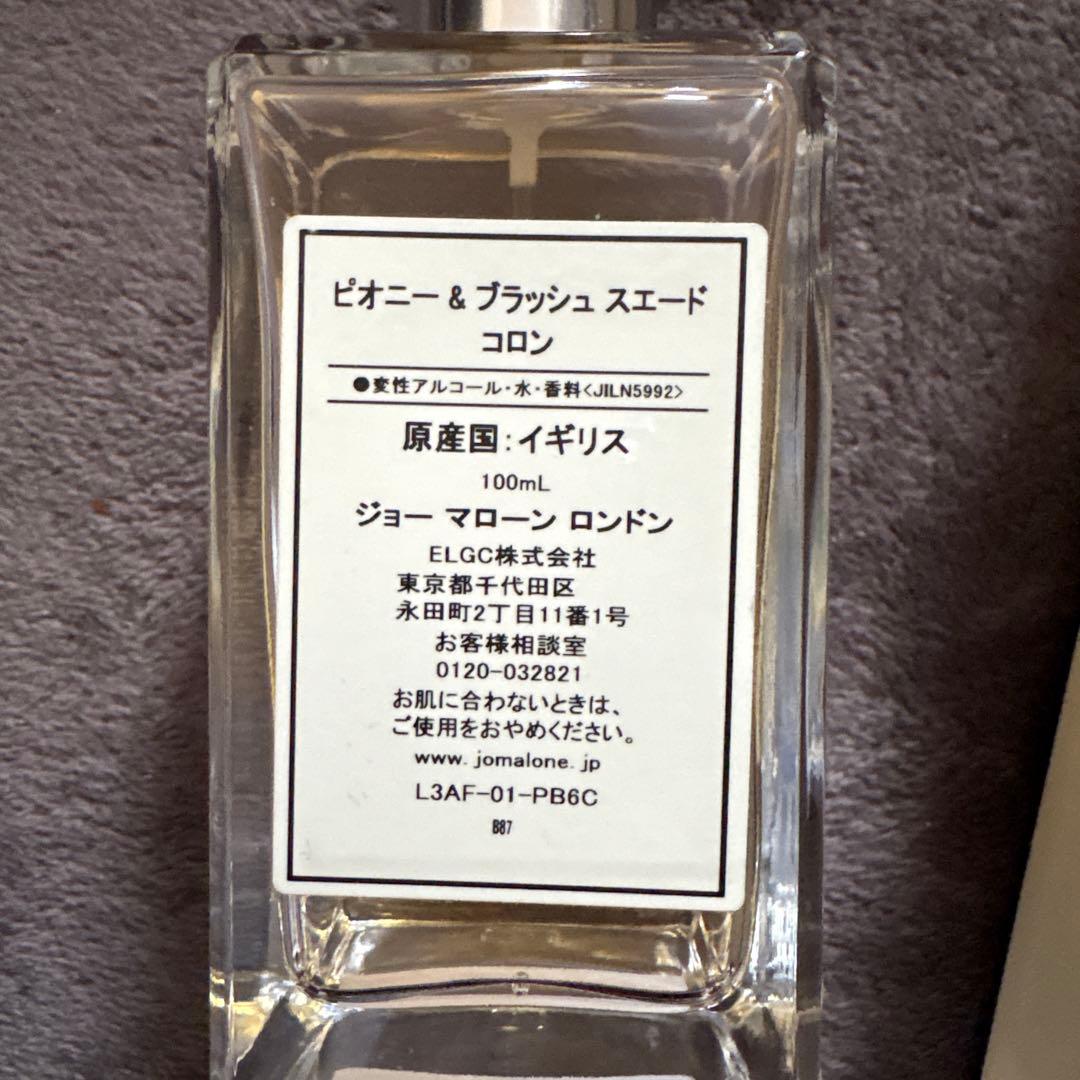 ピオニー & ブラッシュ スエード
コロン
●変性アルコール・水・香料<JILN5992>
原産国:イギリス
100mL
ジョー マローン ロンドン
ELGC株式会社
東京都千代田区
永田町2丁目11番1号
お客様相談室
0120-032821
お肌に合わないときは、
ご使用をおやめください。
www.jomalone.jp
L3AF-01-PB6C
B87